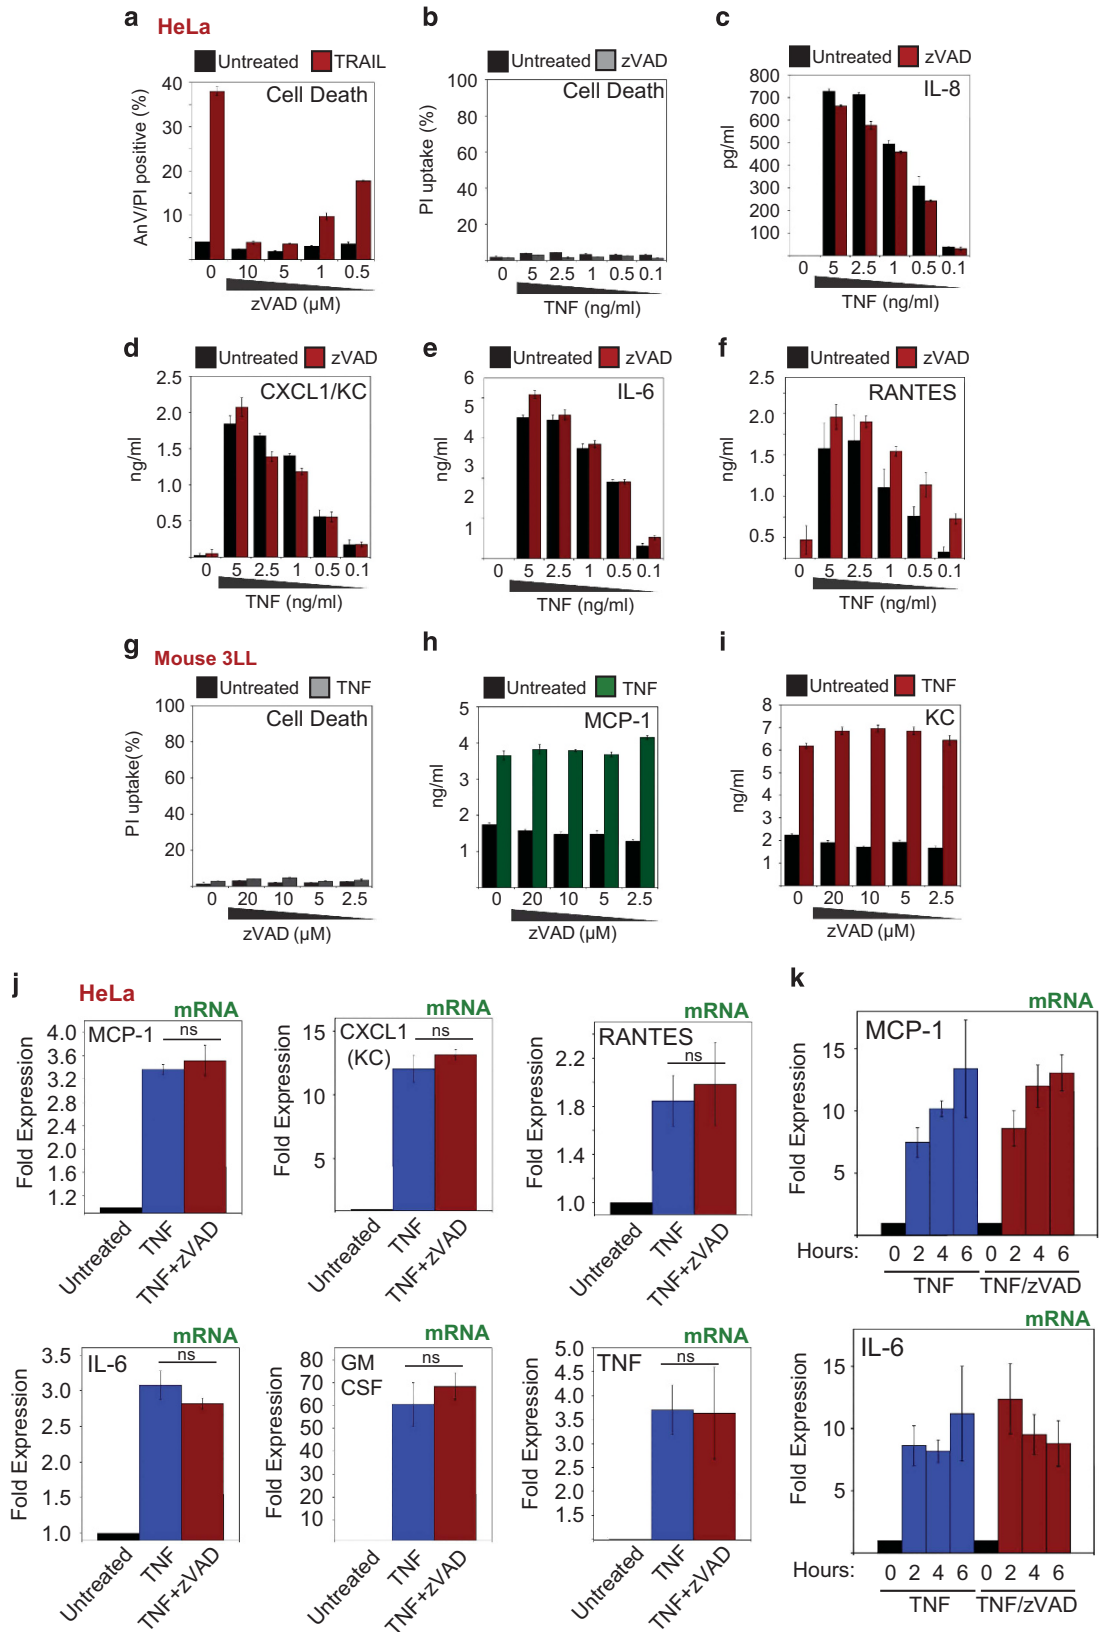 a HeLa
Untreated TRAIL
Cell Death
AnV/PI positive (%)
40
30
20
10
0 10 5 1 0.5
zVAD (µM)
b
Untreated zVAD
Cell Death
PI uptake (%)
100
80
60
40
20
0 5 2.5 1 0.5 0.1
TNF (ng/ml)
c
Untreated zVAD
IL-8
pg/ml
800
700
600
500
400
300
200
100
0 5 2.5 1 0.5 0.1
TNF (ng/ml)
d
Untreated zVAD
CXCL1/KC
ng/ml
2.5
2.0
1.5
1.0
0.5
0 5 2.5 1 0.5 0.1
TNF (ng/ml)
e
Untreated zVAD
IL-6
ng/ml
6
5
4
3
2
1
0 5 2.5 1 0.5 0.1
TNF (ng/ml)
f
Untreated zVAD
RANTES
ng/ml
2.5
2.0
1.5
1.0
0.5
0 5 2.5 1 0.5 0.1
TNF (ng/ml)
g Mouse 3LL
Untreated TNF
Cell Death
PI uptake(%)
100
80
60
40
20
0 20 10 5 2.5
zVAD (µM)
h
Untreated TNF
MCP-1
ng/ml
5
4
3
2
1
0 20 10 5 2.5
zVAD (µM)
i
Untreated TNF
KC
ng/ml
8
7
6
5
4
3
2
1
0 20 10 5 2.5
zVAD (µM)
j HeLa
mRNA
MCP-1
ns
Fold Expression
4.0
3.6
3.2
2.8
2.4
2.0
1.6
1.2
Untreated
TNF
TNF+zVAD
mRNA
CXCL1
(KC)
ns
Fold Expression
15
10
5
Untreated
TNF
TNF+zVAD
mRNA
RANTES
ns
Fold Expression
2.2
1.8
1.4
1.0
Untreated
TNF
TNF+zVAD
k
mRNA
MCP-1
Fold Expression
15
10
5
Hours: 0 2 4 6 0 2 4 6
TNF TNF/zVAD
mRNA
IL-6
ns
Fold Expression
3.5
3.0
2.5
2.0
1.5
1.0
Untreated
TNF
TNF+zVAD
mRNA
GM
CSF
ns
Fold Expression
80
70
60
50
40
30
20
10
Untreated
TNF
TNF+zVAD
mRNA
TNF
ns
Fold Expression
5.0
4.5
4.0
3.5
3.0
2.5
2.0
1.5
Untreated
TNF
TNF+zVAD
mRNA
IL-6
Fold Expression
15
10
5
Hours: 0 2 4 6 0 2 4 6
TNF TNF/zVAD